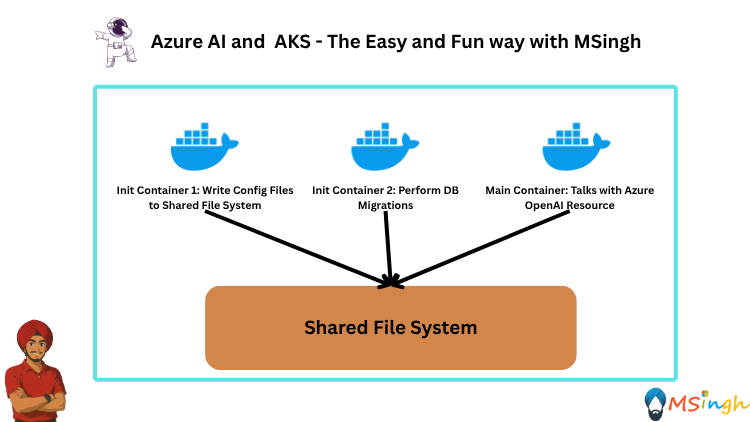 Azure AI and AKS - The Easy and Fun way with MSingh
Init Container 1: Write Config Files
to Shared File System
Init Container 2: Perform DB
Migrations
Main Container: Talks with Azure
OpenAI Resource
Shared File System
MSingh